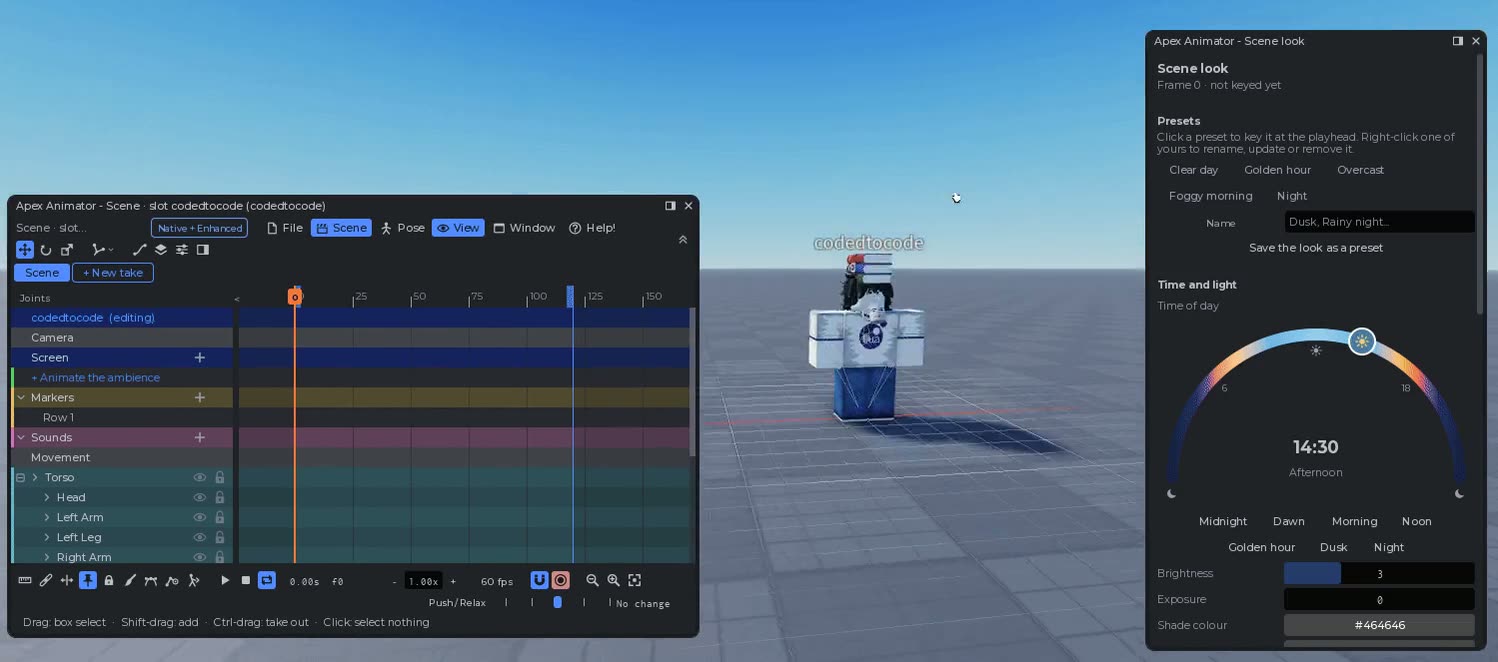 Apex Animator - Scene · slot codedtocode (codedtocode)
Scene · slot...
Native + Enhanced
File
Scene
Pose
View
Window
Help!
Scene
+ New take
Joints
<
0
25
50
75
100
125
150
codedtocode (editing)
Camera
Screen
+ Animate the ambience
Markers
Row 1
Sounds
Movement
Torso
Head
Left Arm
Left Leg
Right Arm
0.00s f0
- 1.00x +
60 fps
Push/Relax
No change
Drag: box select · Shift-drag: add · Ctrl-drag: take out · Click: select nothing
codedtocode
Apex Animator - Scene look
Scene look
Frame 0 · not keyed yet
Presets
Click a preset to key it at the playhead. Right-click one of
yours to rename, update or remove it.
Clear day
Golden hour
Overcast
Foggy morning
Night
Name
Dusk, Rainy night...
Save the look as a preset
Time and light
Time of day
6
18
14:30
Afternoon
Midnight
Dawn
Morning
Noon
Golden hour
Dusk
Night
Brightness
3
Exposure
0
Shade colour
#464646